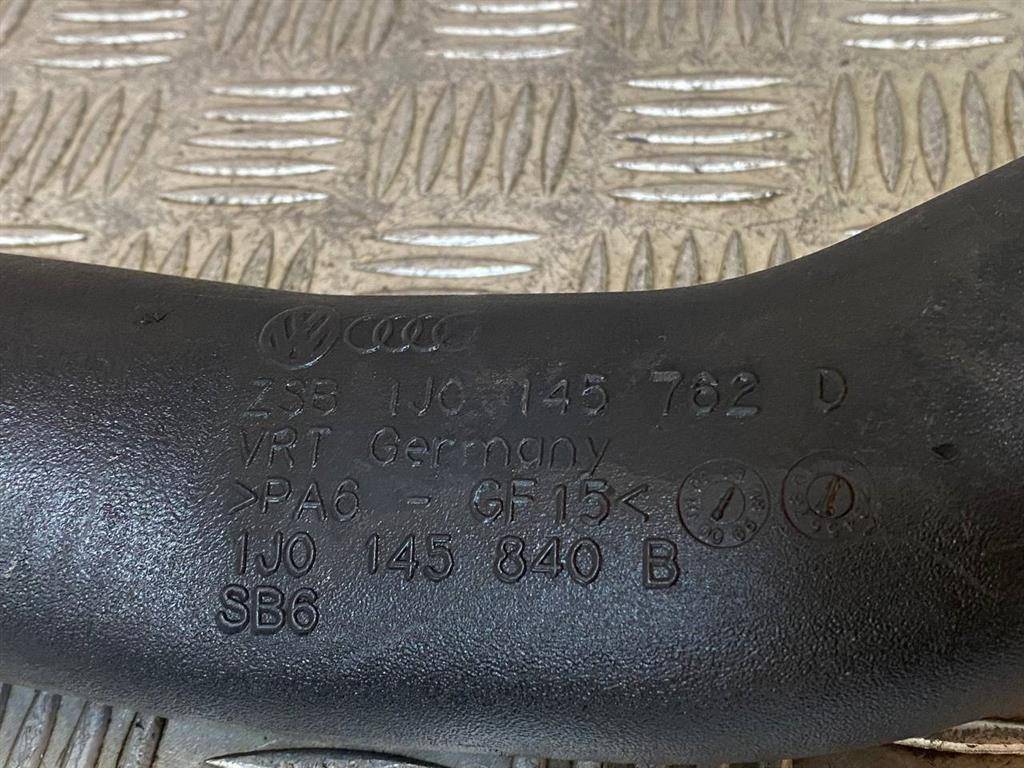 ZSB 1J0 145 762 D
VRT Germany
>PA6 - GF15<
1J0 145 840 B
SB6